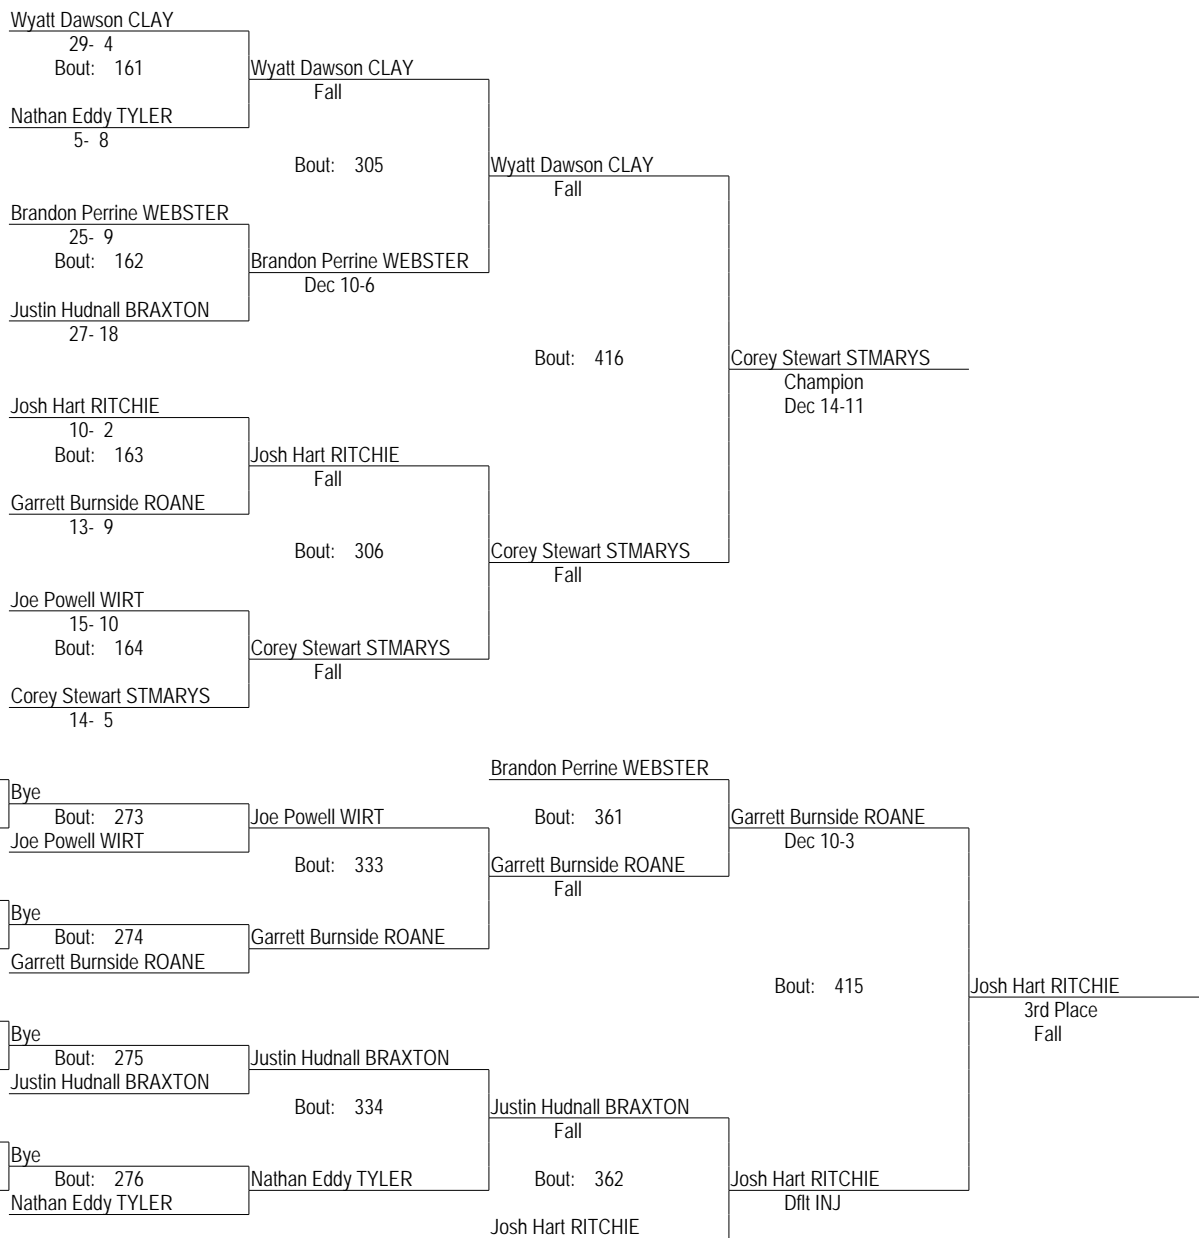 Wyatt Dawson CLAY
29- 4
Bout: 161
Wyatt Dawson CLAY
Fall
Nathan Eddy TYLER
5- 8
Bout: 305
Wyatt Dawson CLAY
Fall
Brandon Perrine WEBSTER
25- 9
Bout: 162
Brandon Perrine WEBSTER
Dec 10-6
Justin Hudnall BRAXTON
27- 18
Bout: 416
Corey Stewart STMARYS
Champion
Dec 14-11
Josh Hart RITCHIE
10- 2
Bout: 163
Josh Hart RITCHIE
Fall
Garrett Burnside ROANE
13- 9
Bout: 306
Corey Stewart STMARYS
Fall
Joe Powell WIRT
15- 10
Bout: 164
Corey Stewart STMARYS
Fall
Corey Stewart STMARYS
14- 5
Brandon Perrine WEBSTER
Bye
Bout: 273
Joe Powell WIRT
Joe Powell WIRT
Bout: 361
Garrett Burnside ROANE
Dec 10-3
Bout: 333
Garrett Burnside ROANE
Fall
Bye
Bout: 274
Garrett Burnside ROANE
Garrett Burnside ROANE
Bout: 415
Josh Hart RITCHIE
3rd Place
Fall
Bye
Bout: 275
Justin Hudnall BRAXTON
Justin Hudnall BRAXTON
Bout: 334
Justin Hudnall BRAXTON
Fall
Bye
Bout: 276
Nathan Eddy TYLER
Nathan Eddy TYLER
Bout: 362
Josh Hart RITCHIE
Dflt INJ
Josh Hart RITCHIE